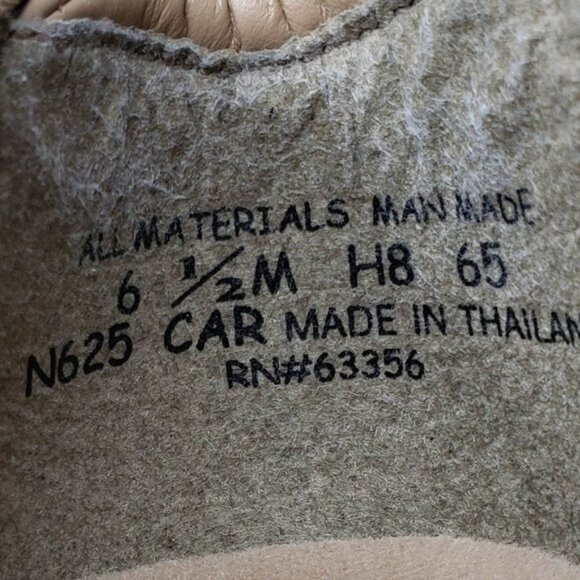 ALL MATERIALS MAN MADE
6 1/2M H8 65
N625 CAR MADE IN THAILAN
RN#63356